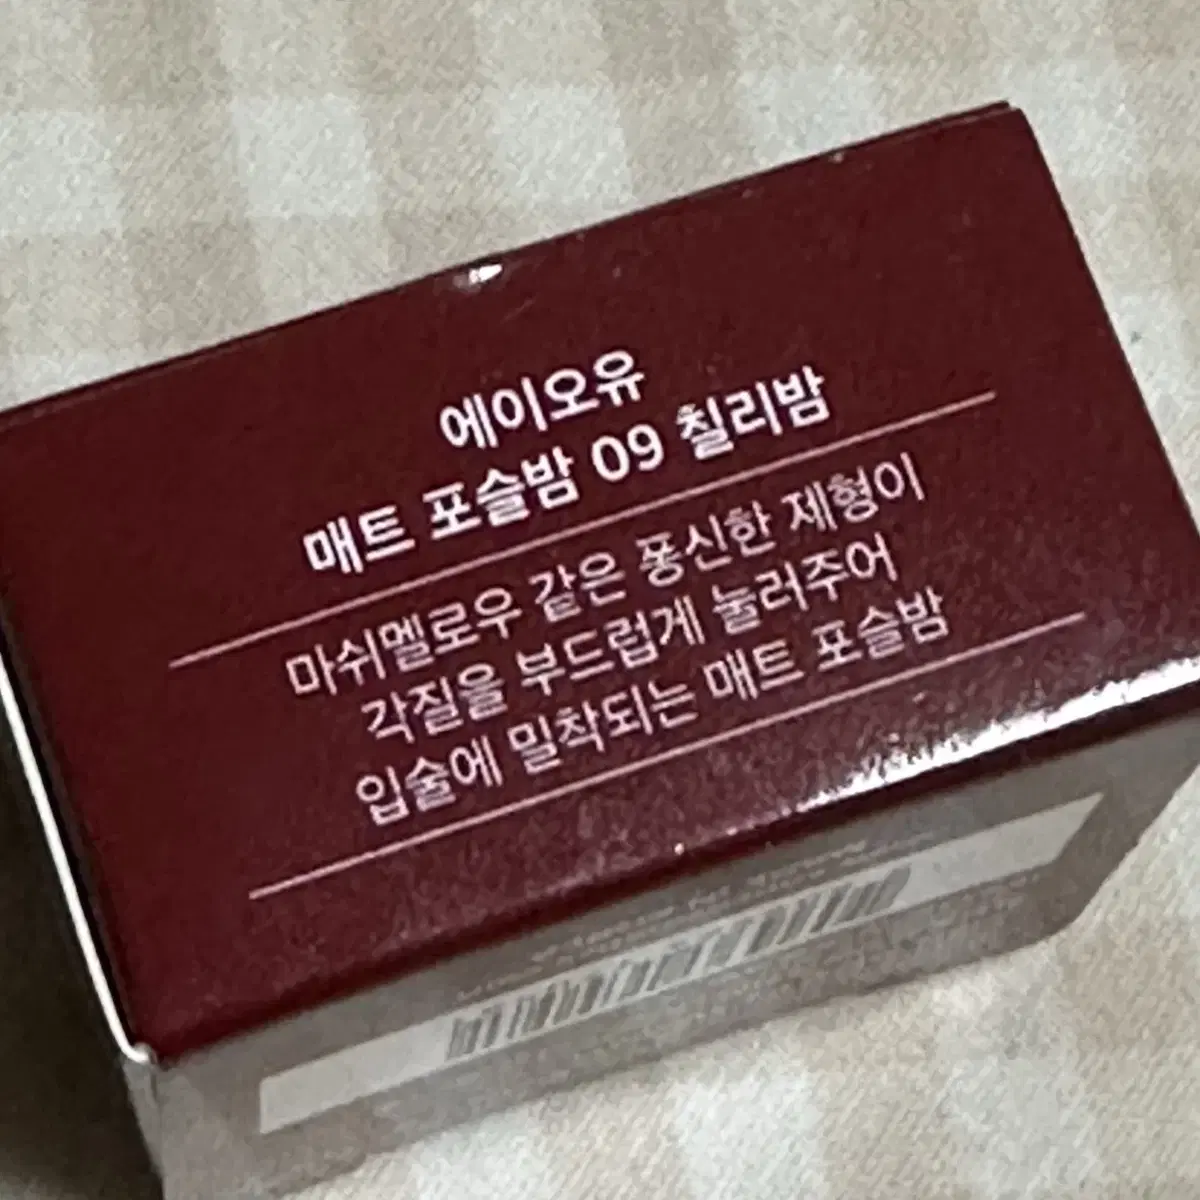 에이오유
매트 포슬밤 09 칠리밤
마쉬멜로우 같은 퐁신한 제형이
각질을 부드럽게 눌러주어
입술에 밀착되는 매트 포슬밤